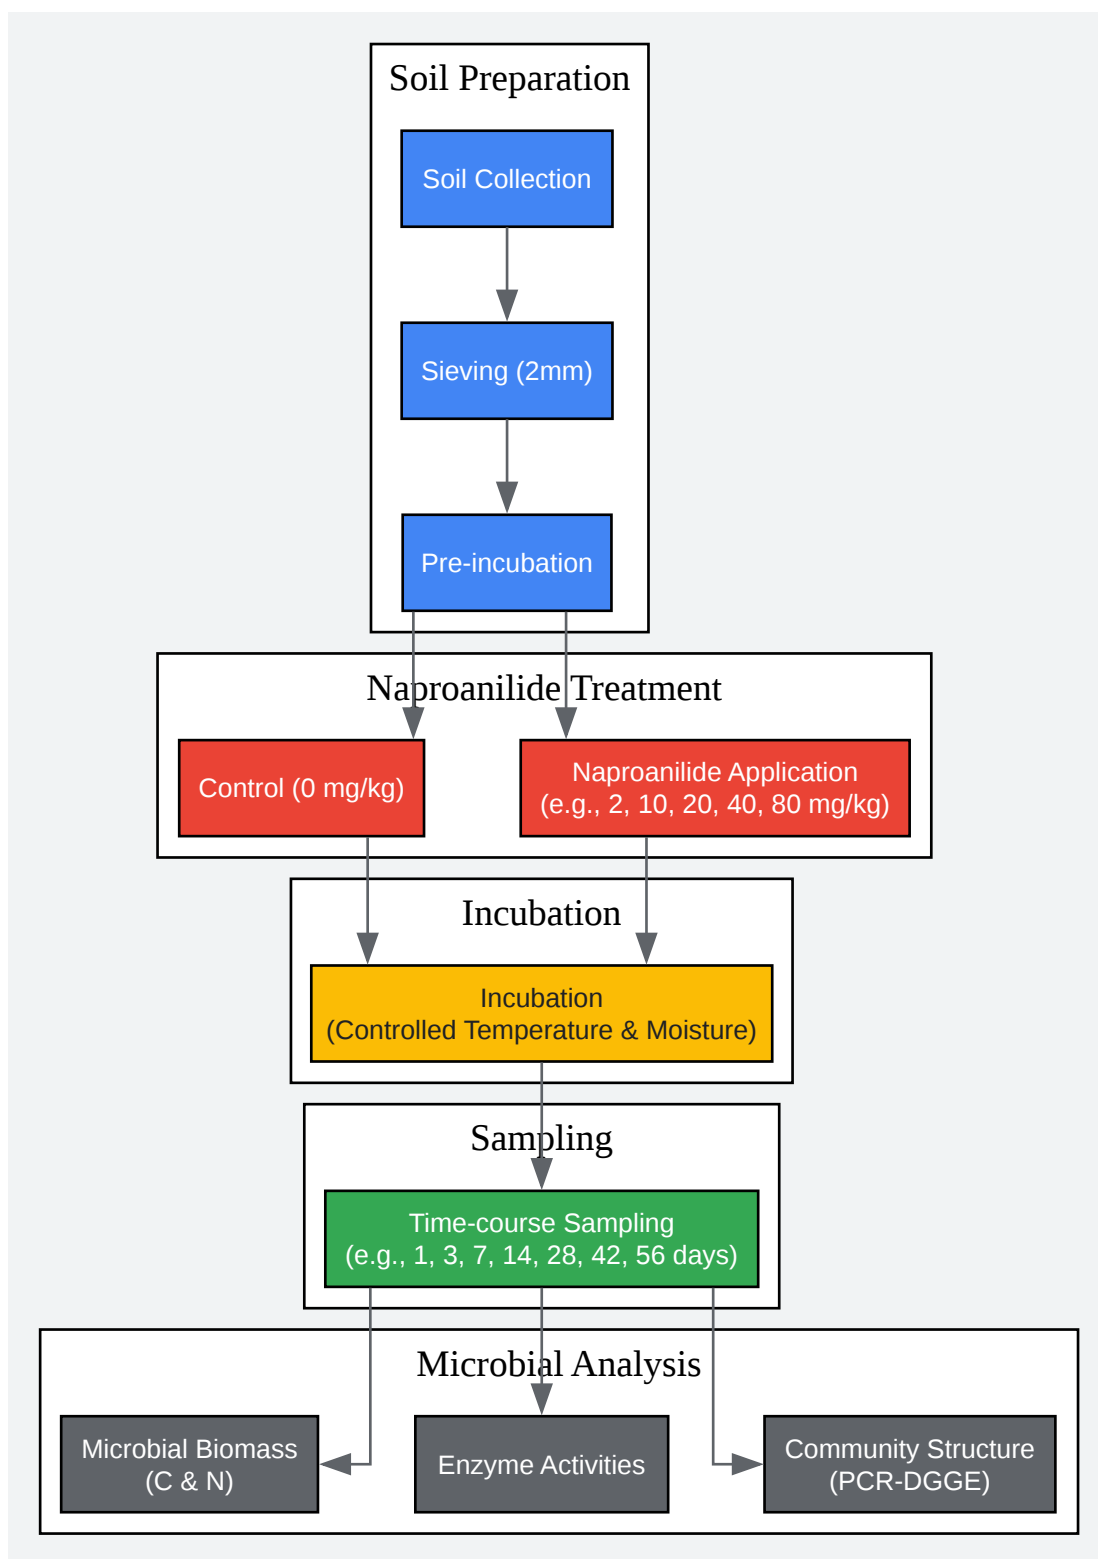 Soil Preparation
Soil Collection
Sieving (2mm)
Pre-incubation
Naproanilide Treatment
Control (0 mg/kg)
Naproanilide Application
(e.g., 2, 10, 20, 40, 80 mg/kg)
Incubation
Incubation
(Controlled Temperature & Moisture)
Sampling
Time-course Sampling
(e.g., 1, 3, 7, 14, 28, 42, 56 days)
Microbial Analysis
Microbial Biomass
(C & N)
Enzyme Activities
Community Structure
(PCR-DGGE)